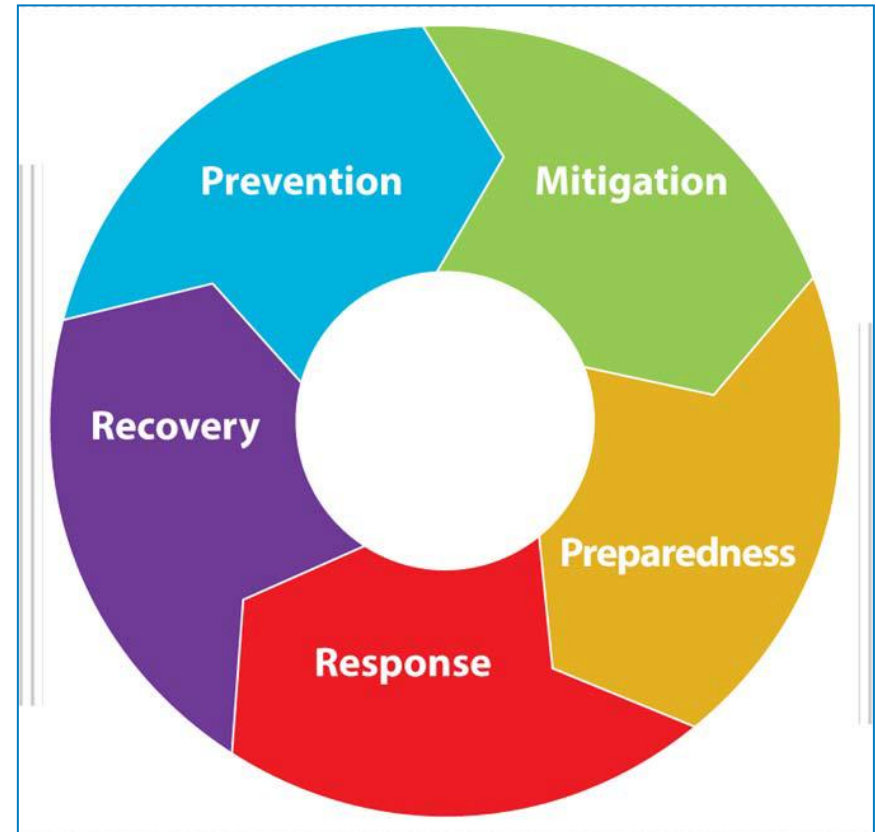 Prevention
Mitigation
Recovery
Preparedness
Response